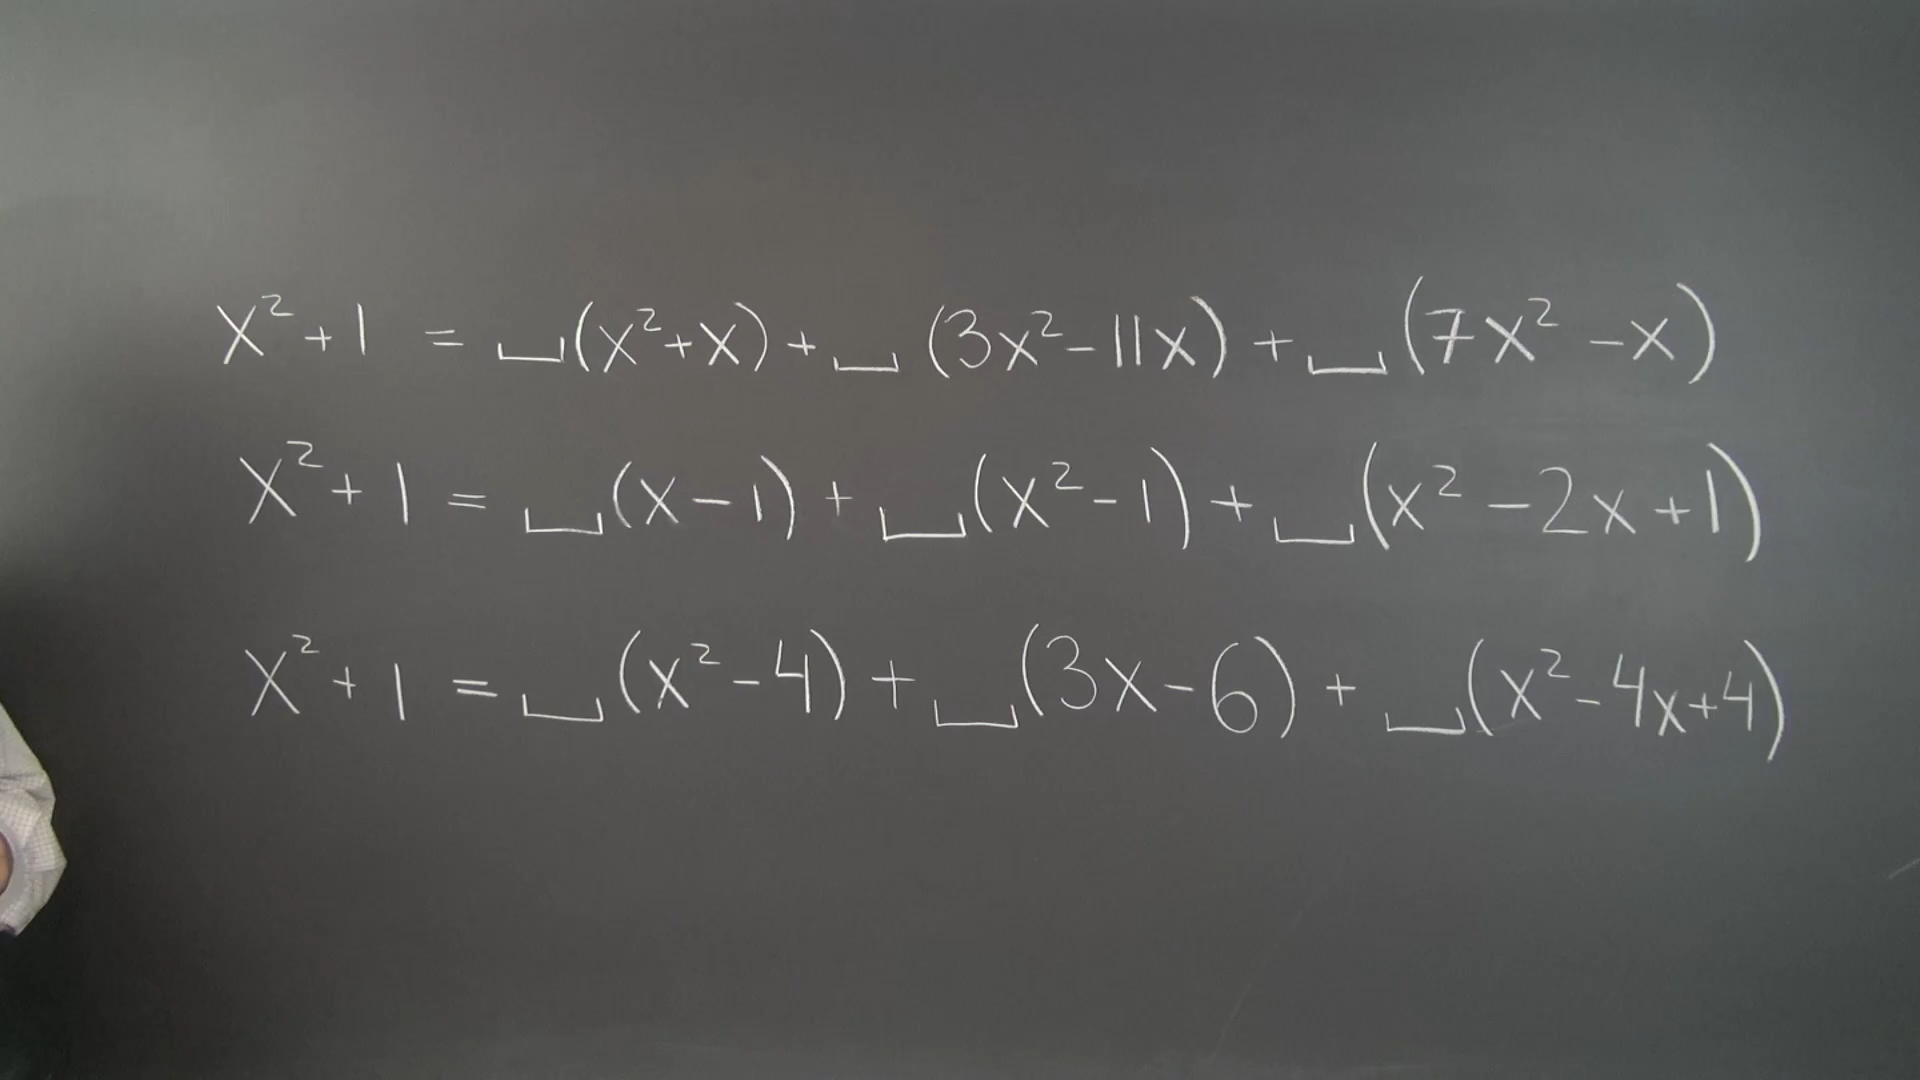 x² + 1 = ⎵(x² + x) + ⎵(3x² - 11x) + ⎵(7x² - x)
x² + 1 = ⎵(x - 1) + ⎵(x² - 1) + ⎵(x² - 2x + 1)
x² + 1 = ⎵(x² - 4) + ⎵(3x - 6) + ⎵(x² - 4x + 4)